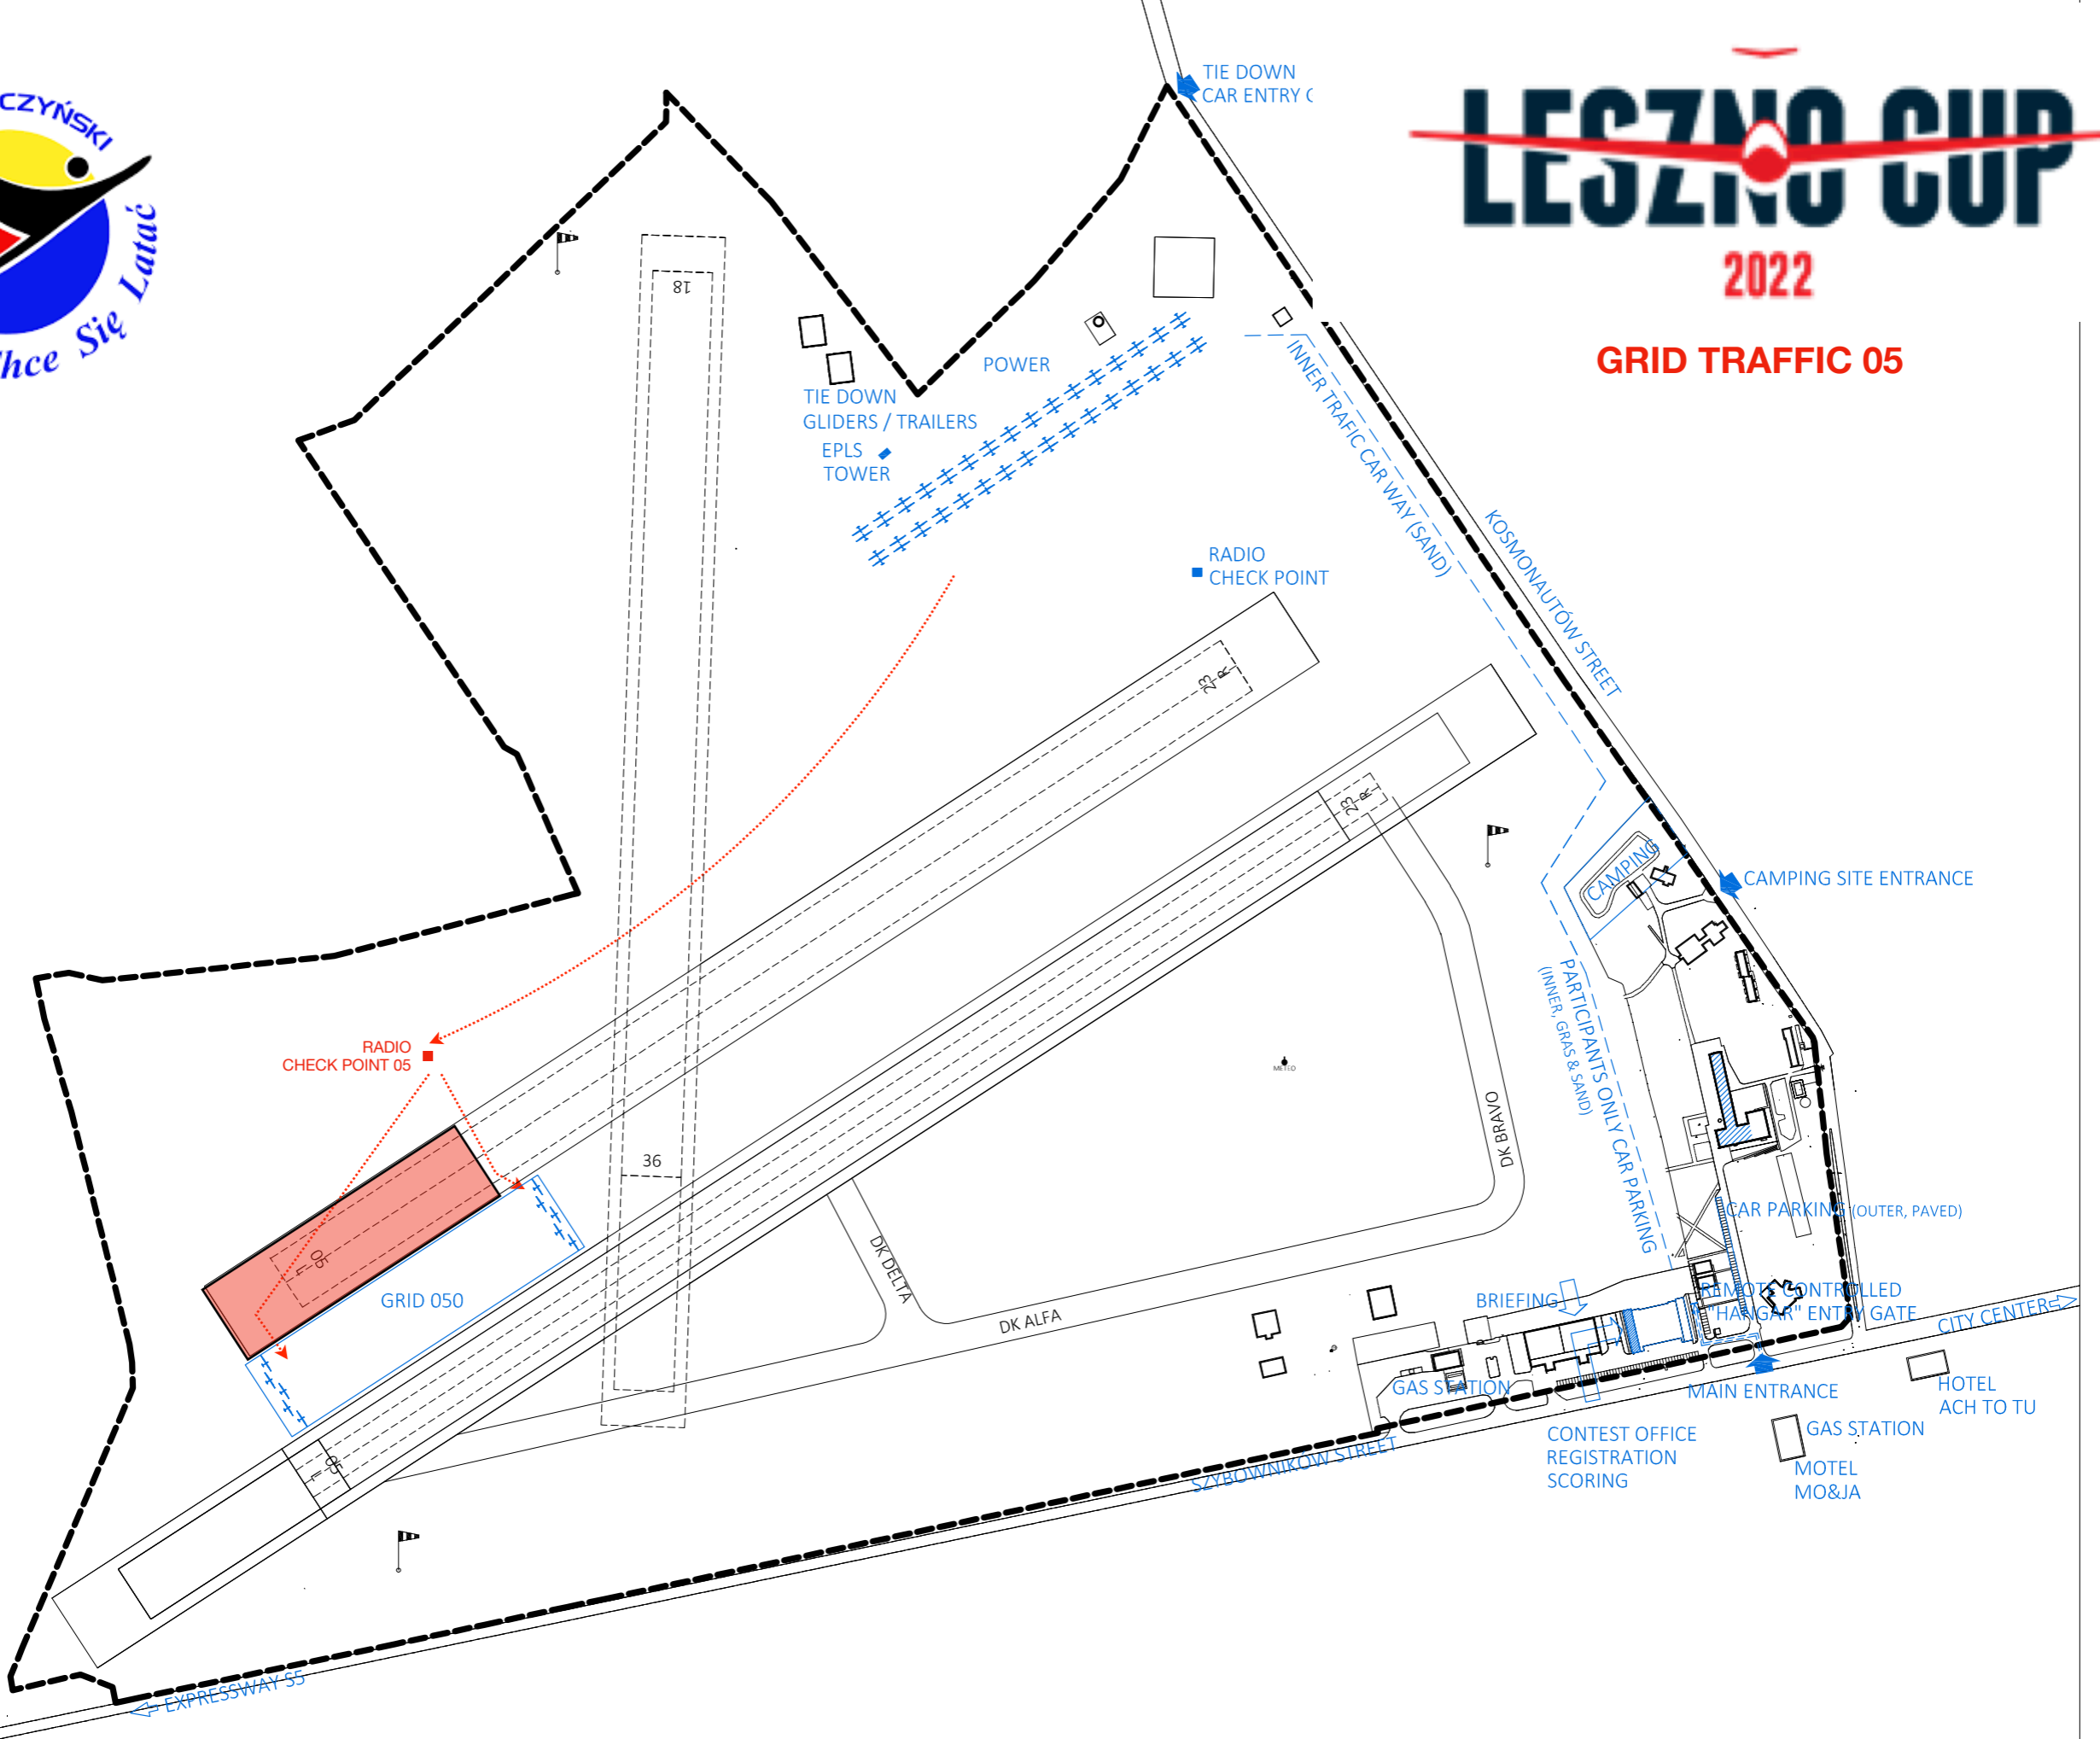 CZYŃSKI
hce Się Latać
LESZNO CUP
2022
GRID TRAFFIC 05
TIE DOWN
CAR ENTRY
18
POWER
TIE DOWN
GLIDERS / TRAILERS
EPLS
TOWER
INNER TRAFIC CAR WAY (SAND)
KOSMONAUTÓW STREET
RADIO
CHECK POINT
23
R
23
R
CAMPING
CAMPING SITE ENTRANCE
PARTICIPANTS ONLY CAR PARKING
(INNER, GRAS & SAND)
RADIO
CHECK POINT 05
METEO
DK BRAVO
36
CAR PARKING (OUTER, PAVED)
05
L
GRID 050
DK DELTA
DK ALFA
BRIEFING
REMOTE CONTROLLED
"HANGAR" ENTRY GATE
CITY CENTER
GAS STATION
MAIN ENTRANCE
HOTEL
ACH TO TU
CONTEST OFFICE
REGISTRATION
SCORING
GAS STATION
MOTEL
MO&JA
05
L
SZYBOWNIKÓW STREET
EXPRESSWAY S5